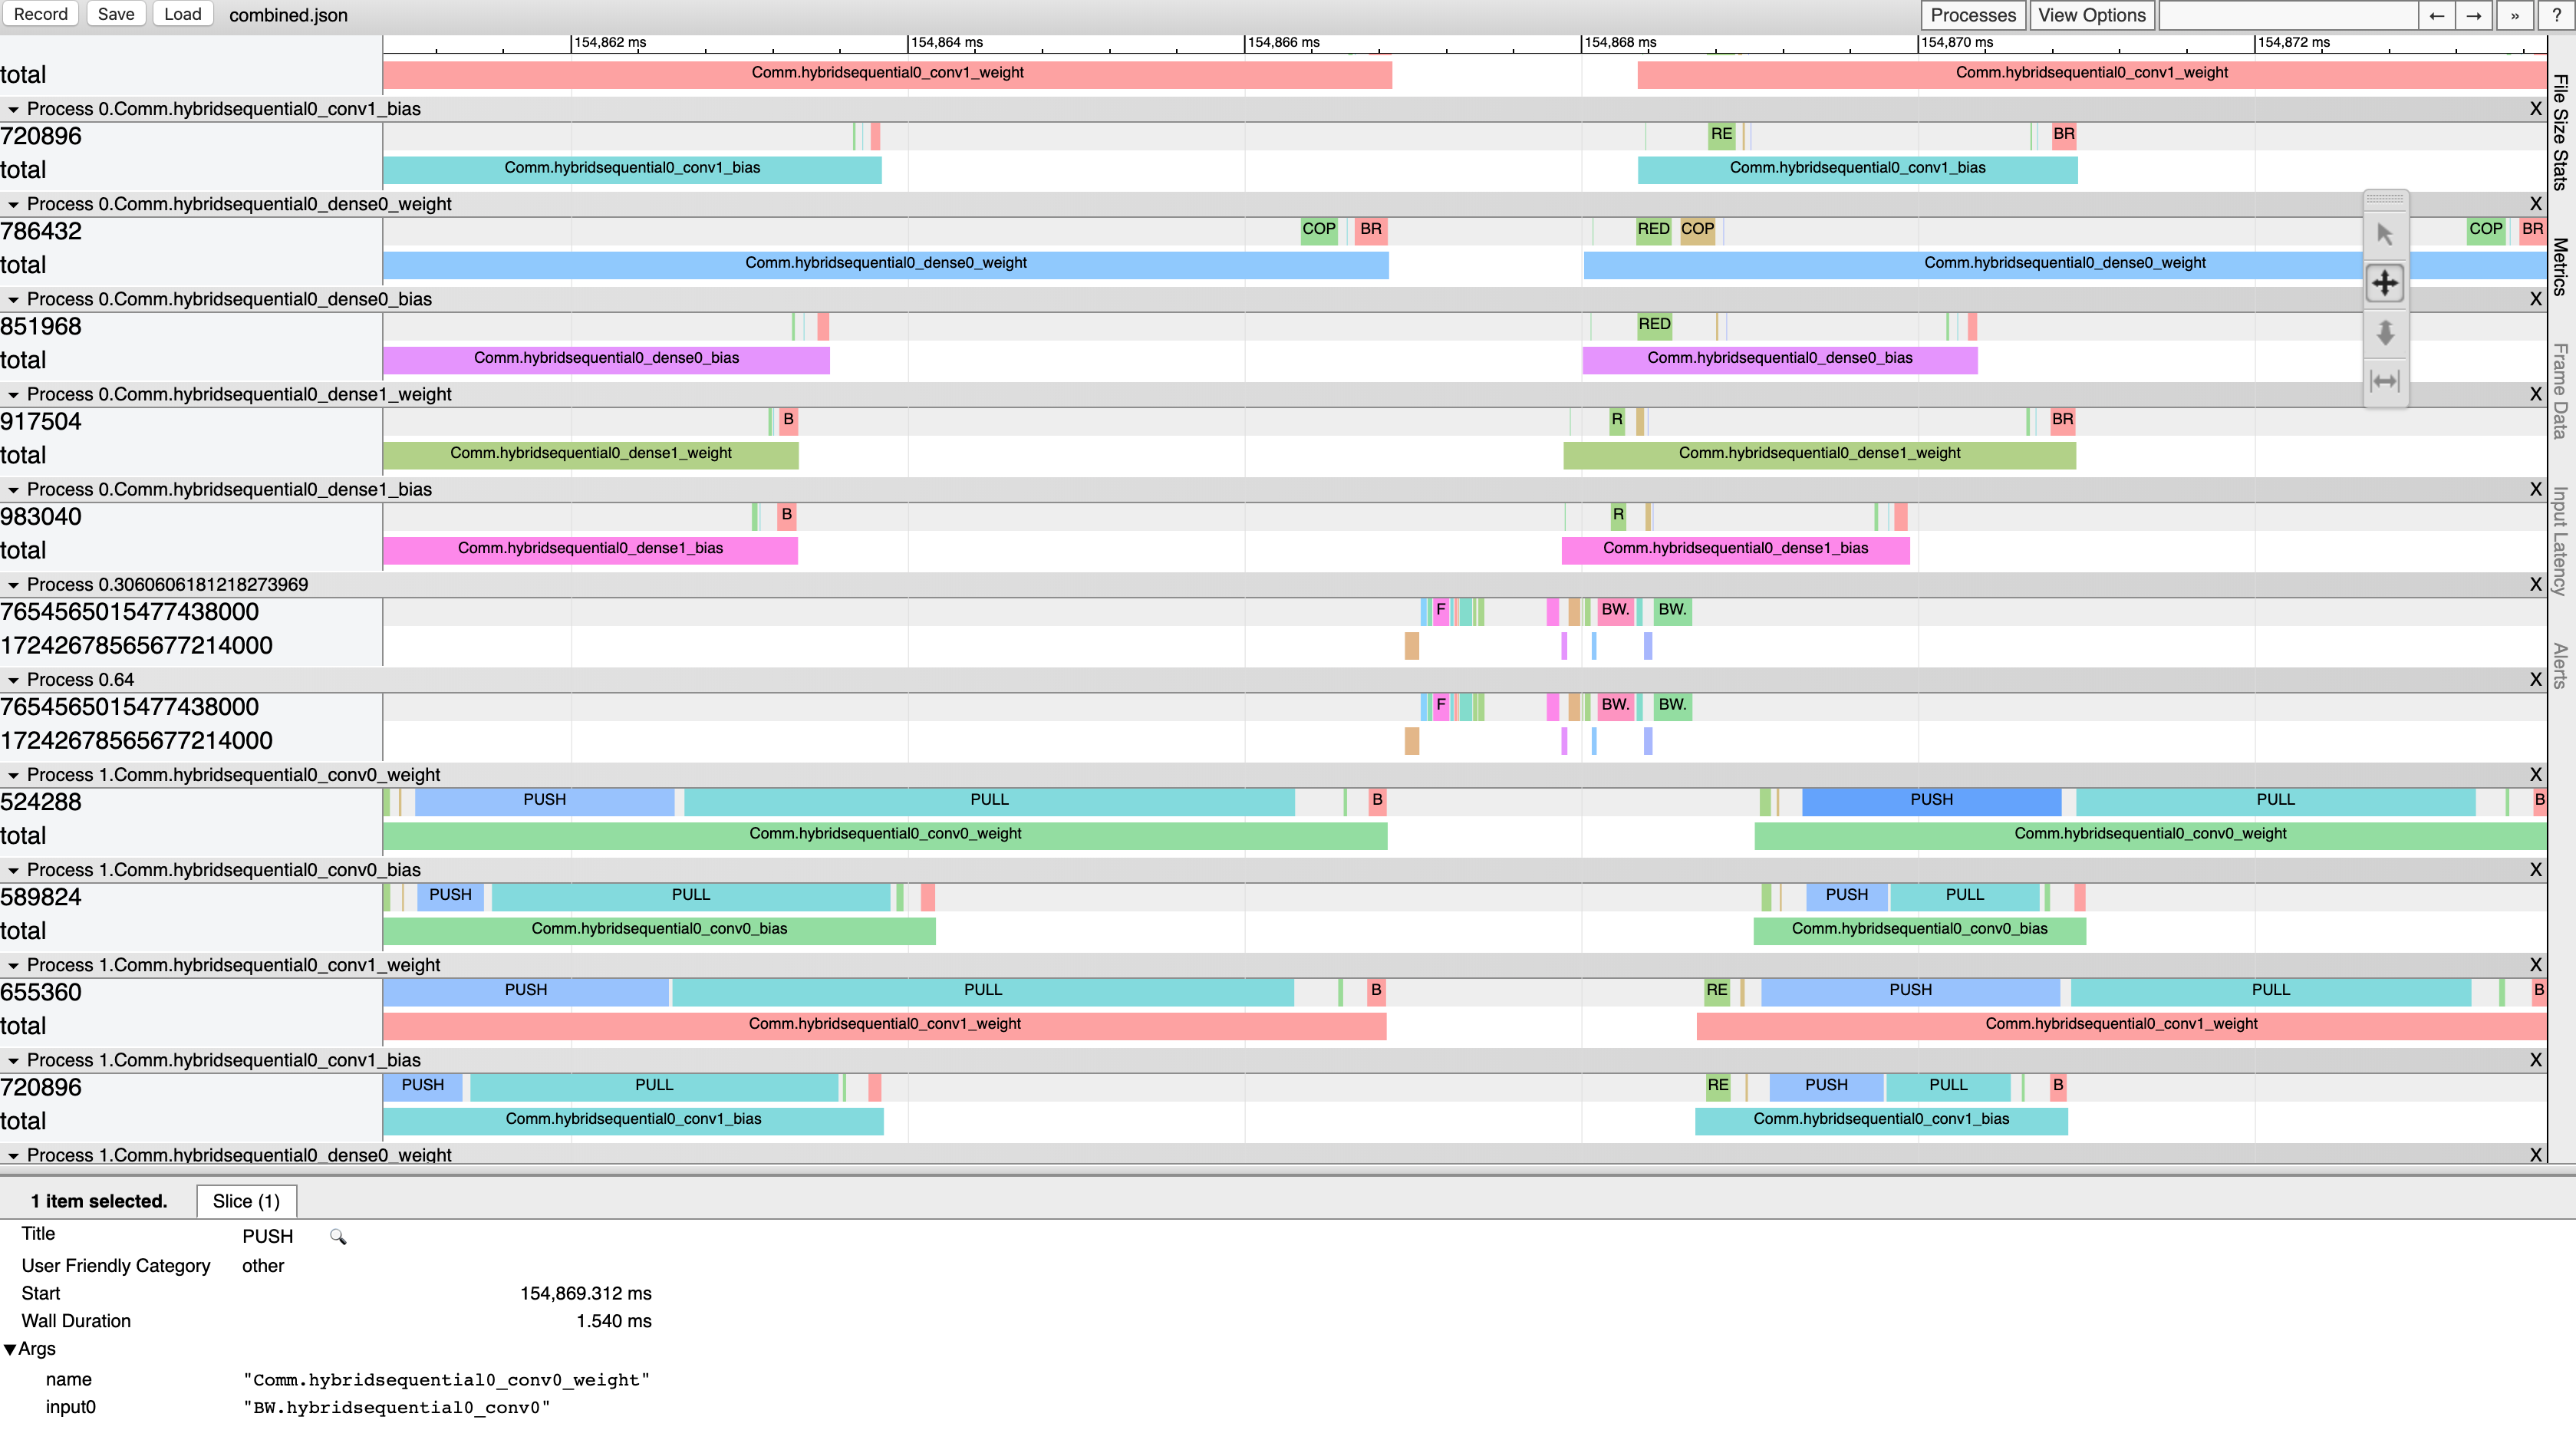 Record Save Load combined.json Processes View Options ← → » ?
154,862 ms 154,864 ms 154,866 ms 154,868 ms 154,870 ms 154,872 ms
total Comm.hybridsequential0_conv1_weight Comm.hybridsequential0_conv1_weight
Process 0.Comm.hybridsequential0_conv1_bias X
720896 RE BR
total Comm.hybridsequential0_conv1_bias Comm.hybridsequential0_conv1_bias
Process 0.Comm.hybridsequential0_dense0_weight X
786432 COP BR RED COP COP BR
total Comm.hybridsequential0_dense0_weight Comm.hybridsequential0_dense0_weight
Process 0.Comm.hybridsequential0_dense0_bias X
851968 RED
total Comm.hybridsequential0_dense0_bias Comm.hybridsequential0_dense0_bias
Process 0.Comm.hybridsequential0_dense1_weight X
917504 B R BR
total Comm.hybridsequential0_dense1_weight Comm.hybridsequential0_dense1_weight
Process 0.Comm.hybridsequential0_dense1_bias X
983040 B R
total Comm.hybridsequential0_dense1_bias Comm.hybridsequential0_dense1_bias
Process 0.3060606181218273969 X
7654565015477438000 F BW. BW.
17242678565677214000
Process 0.64 X
7654565015477438000 F BW. BW.
17242678565677214000
Process 1.Comm.hybridsequential0_conv0_weight X
524288 PUSH PULL B PUSH PULL B
total Comm.hybridsequential0_conv0_weight Comm.hybridsequential0_conv0_weight
Process 1.Comm.hybridsequential0_conv0_bias X
589824 PUSH PULL PUSH PULL
total Comm.hybridsequential0_conv0_bias Comm.hybridsequential0_conv0_bias
Process 1.Comm.hybridsequential0_conv1_weight X
655360 PUSH PULL B RE PUSH PULL B
total Comm.hybridsequential0_conv1_weight Comm.hybridsequential0_conv1_weight
Process 1.Comm.hybridsequential0_conv1_bias X
720896 PUSH PULL RE PUSH PULL B
total Comm.hybridsequential0_conv1_bias Comm.hybridsequential0_conv1_bias
Process 1.Comm.hybridsequential0_dense0_weight X
File Size Stats
Metrics
Frame Data
Input Latency
Alerts
1 item selected. Slice (1)
Title PUSH
User Friendly Category other
Start 154,869.312 ms
Wall Duration 1.540 ms
▼Args
name "Comm.hybridsequential0_conv0_weight"
input0 "BW.hybridsequential0_conv0"